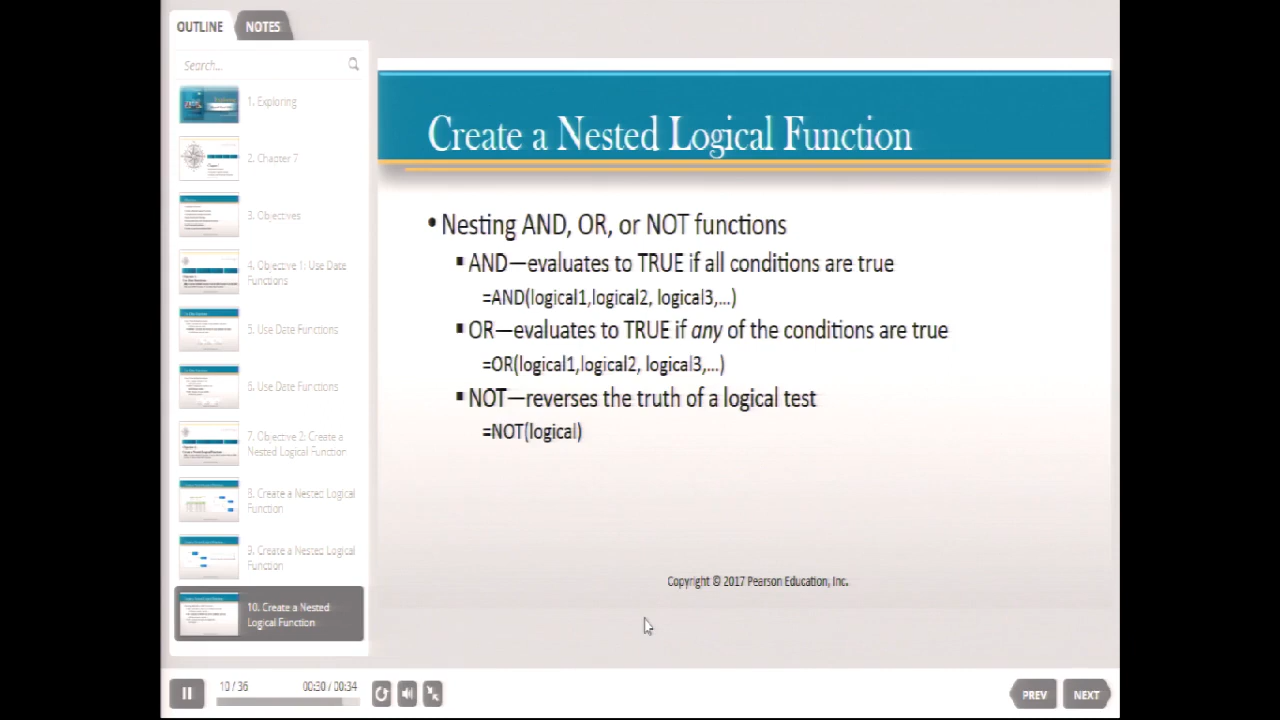 OUTLINE
NOTES
Search...
1. Exploring
2. Chapter 7
3. Objectives
4. Objective 1: Use Date
Functions
5. Use Date Functions
6. Use Date Functions
7. Objective 2: Create a
Nested Logical Function
8. Create a Nested Logical
Function
9. Create a Nested Logical
Function
10. Create a Nested
Logical Function
Create a Nested Logical Function
• Nesting AND, OR, or NOT functions
▪ AND—evaluates to TRUE if all conditions are true
=AND(logical1,logical2, logical3,...)
▪ OR—evaluates to TRUE if any of the conditions are true
=OR(logical1,logical2, logical3,...)
▪ NOT—reverses the truth of a logical test
=NOT(logical)
Copyright © 2017 Pearson Education, Inc.
10 / 36
00:30 / 00:34
PREV
NEXT